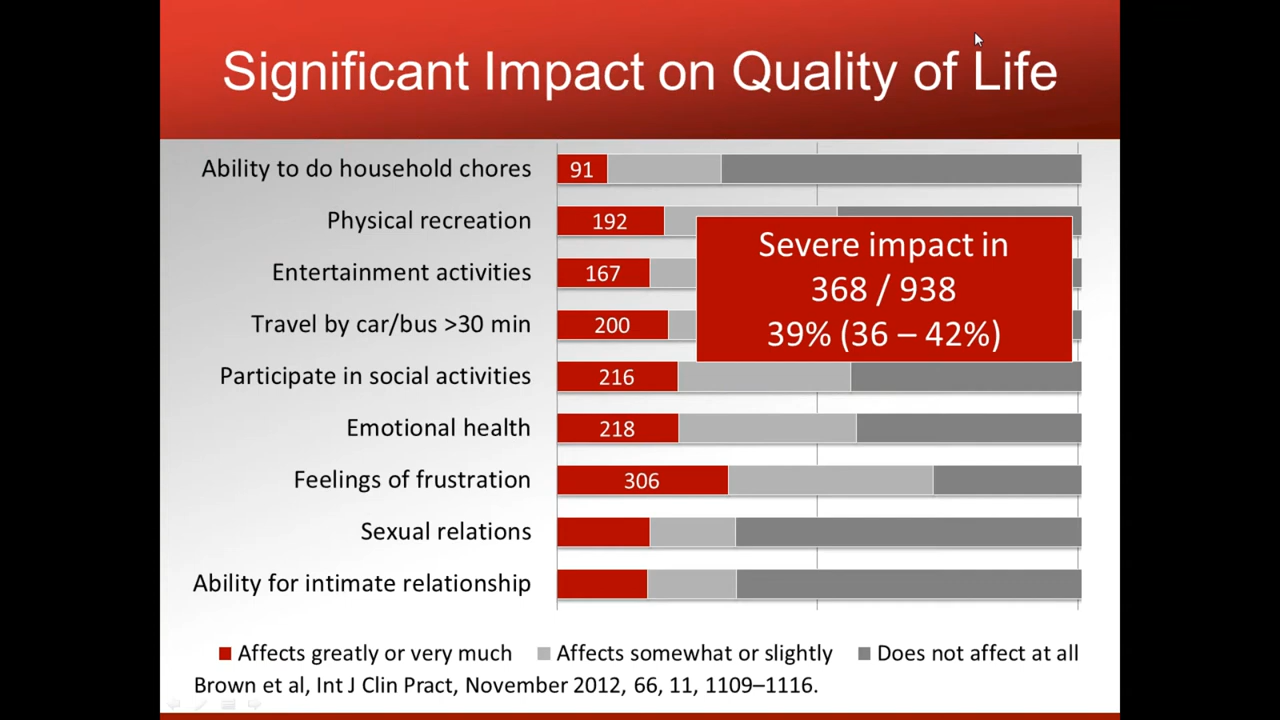 Significant Impact on Quality of Life
Ability to do household chores
91
Physical recreation
192
Entertainment activities
167
Travel by car/bus >30 min
200
Participate in social activities
216
Emotional health
218
Feelings of frustration
306
Sexual relations
Ability for intimate relationship
Severe impact in
368 / 938
39% (36 – 42%)
Affects greatly or very much
Affects somewhat or slightly
Does not affect at all
Brown et al, Int J Clin Pract, November 2012, 66, 11, 1109–1116.